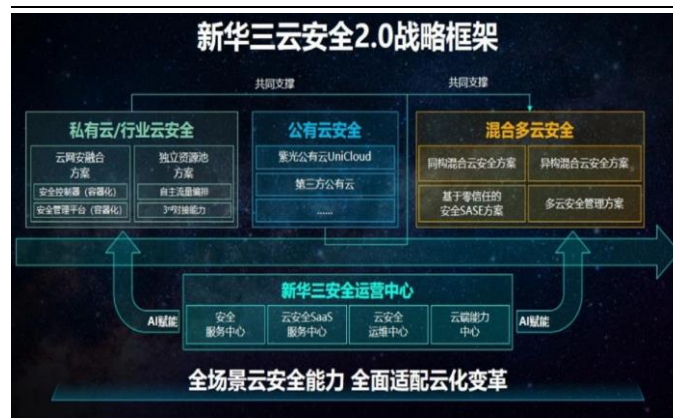 新华三云安全2.0战略框架
共同支撑
共同支撑
私有云/行业云安全
云网安融合
方案
安全控制器（容器化）
安全管理平台（容器化）
独立资源池
方案
自主流量编排
3rd对接能力
公有云安全
紫光公有云UniCloud
第三方公有云
……
混合多云安全
同构混合云安全方案
异构混合云安全方案
基于零信任的
安全SASE方案
多云安全管理方案
新华三安全运营中心
AI赋能
安全
服务中心
云安全SaaS
服务中心
云安全
运维中心
云端能力
中心
AI赋能
全场景云安全能力 全面适配云化变革